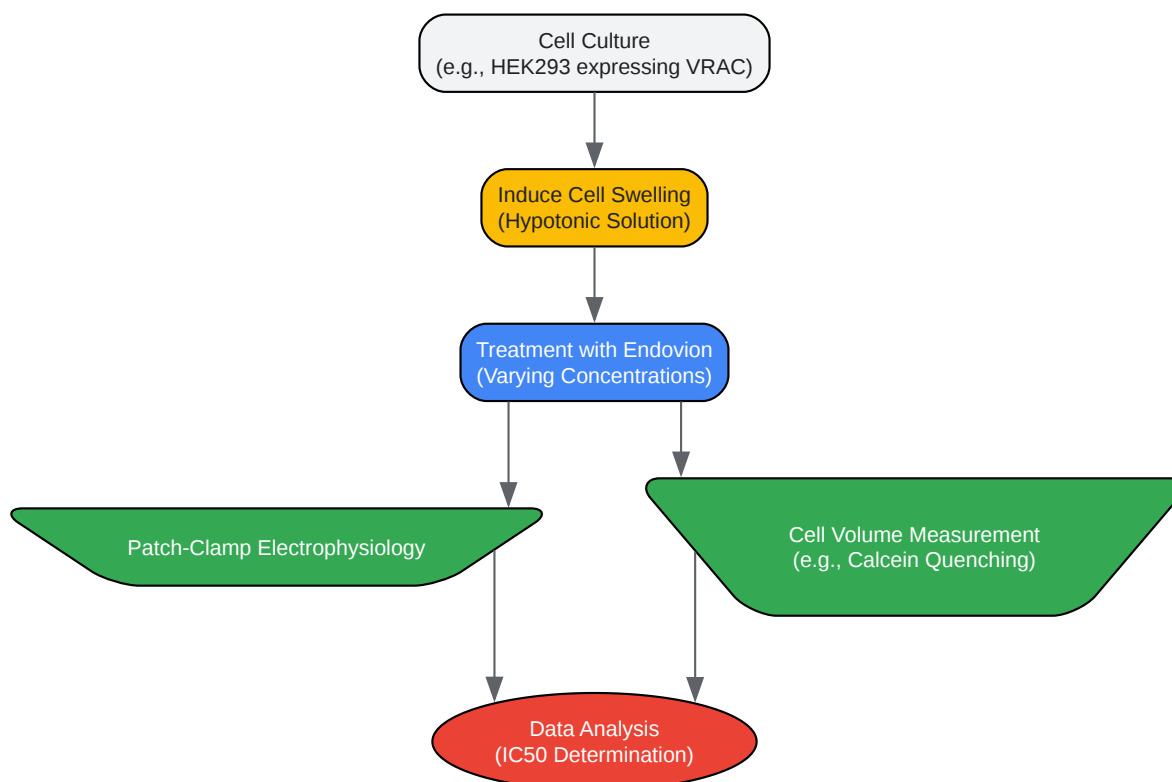 Cell Culture
(e.g., HEK293 expressing VRAC)
Induce Cell Swelling
(Hypotonic Solution)
Treatment with Endovion
(Varying Concentrations)
Patch-Clamp Electrophysiology
Cell Volume Measurement
(e.g., Calcein Quenching)
Data Analysis
(IC50 Determination)